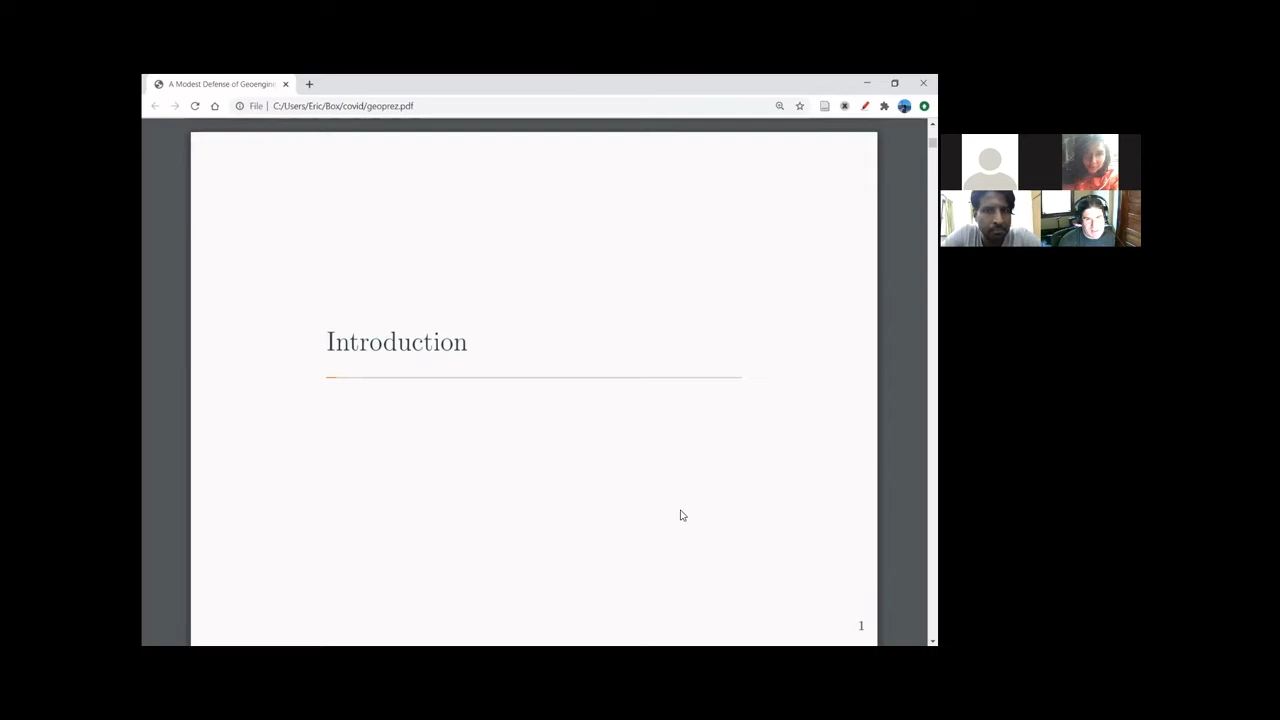 A Modest Defense of Geoengine
File | C:/Users/Eric/Box/covid/geoprez.pdf
Introduction
1